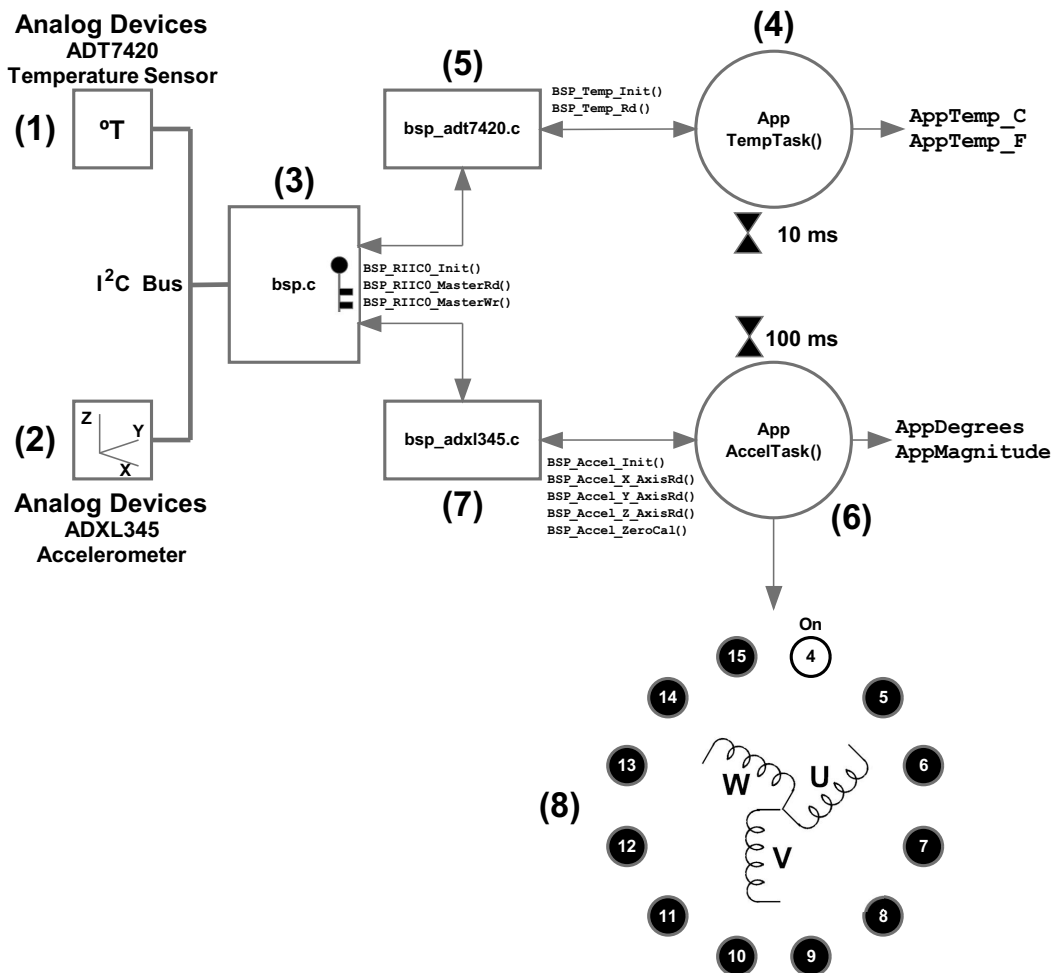 Analog Devices
ADT7420
Temperature Sensor
(1)
ºT
(5)
bsp_adt7420.c
BSP_Temp_Init()
BSP_Temp_Rd()
(4)
App
TempTask()
AppTemp_C
AppTemp_F
10 ms
(3)
bsp.c
I²C Bus
BSP_RIIC0_Init()
BSP_RIIC0_MasterRd()
BSP_RIIC0_MasterWr()
100 ms
(2)
Z
Y
X
Analog Devices
ADXL345
Accelerometer
bsp_adxl345.c
(7)
BSP_Accel_Init()
BSP_Accel_X_AxisRd()
BSP_Accel_Y_AxisRd()
BSP_Accel_Z_AxisRd()
BSP_Accel_ZeroCal()
App
AccelTask()
(6)
AppDegrees
AppMagnitude
On
15
4
14
5
13
6
W
U
(8)
12
V
7
11
8
10
9